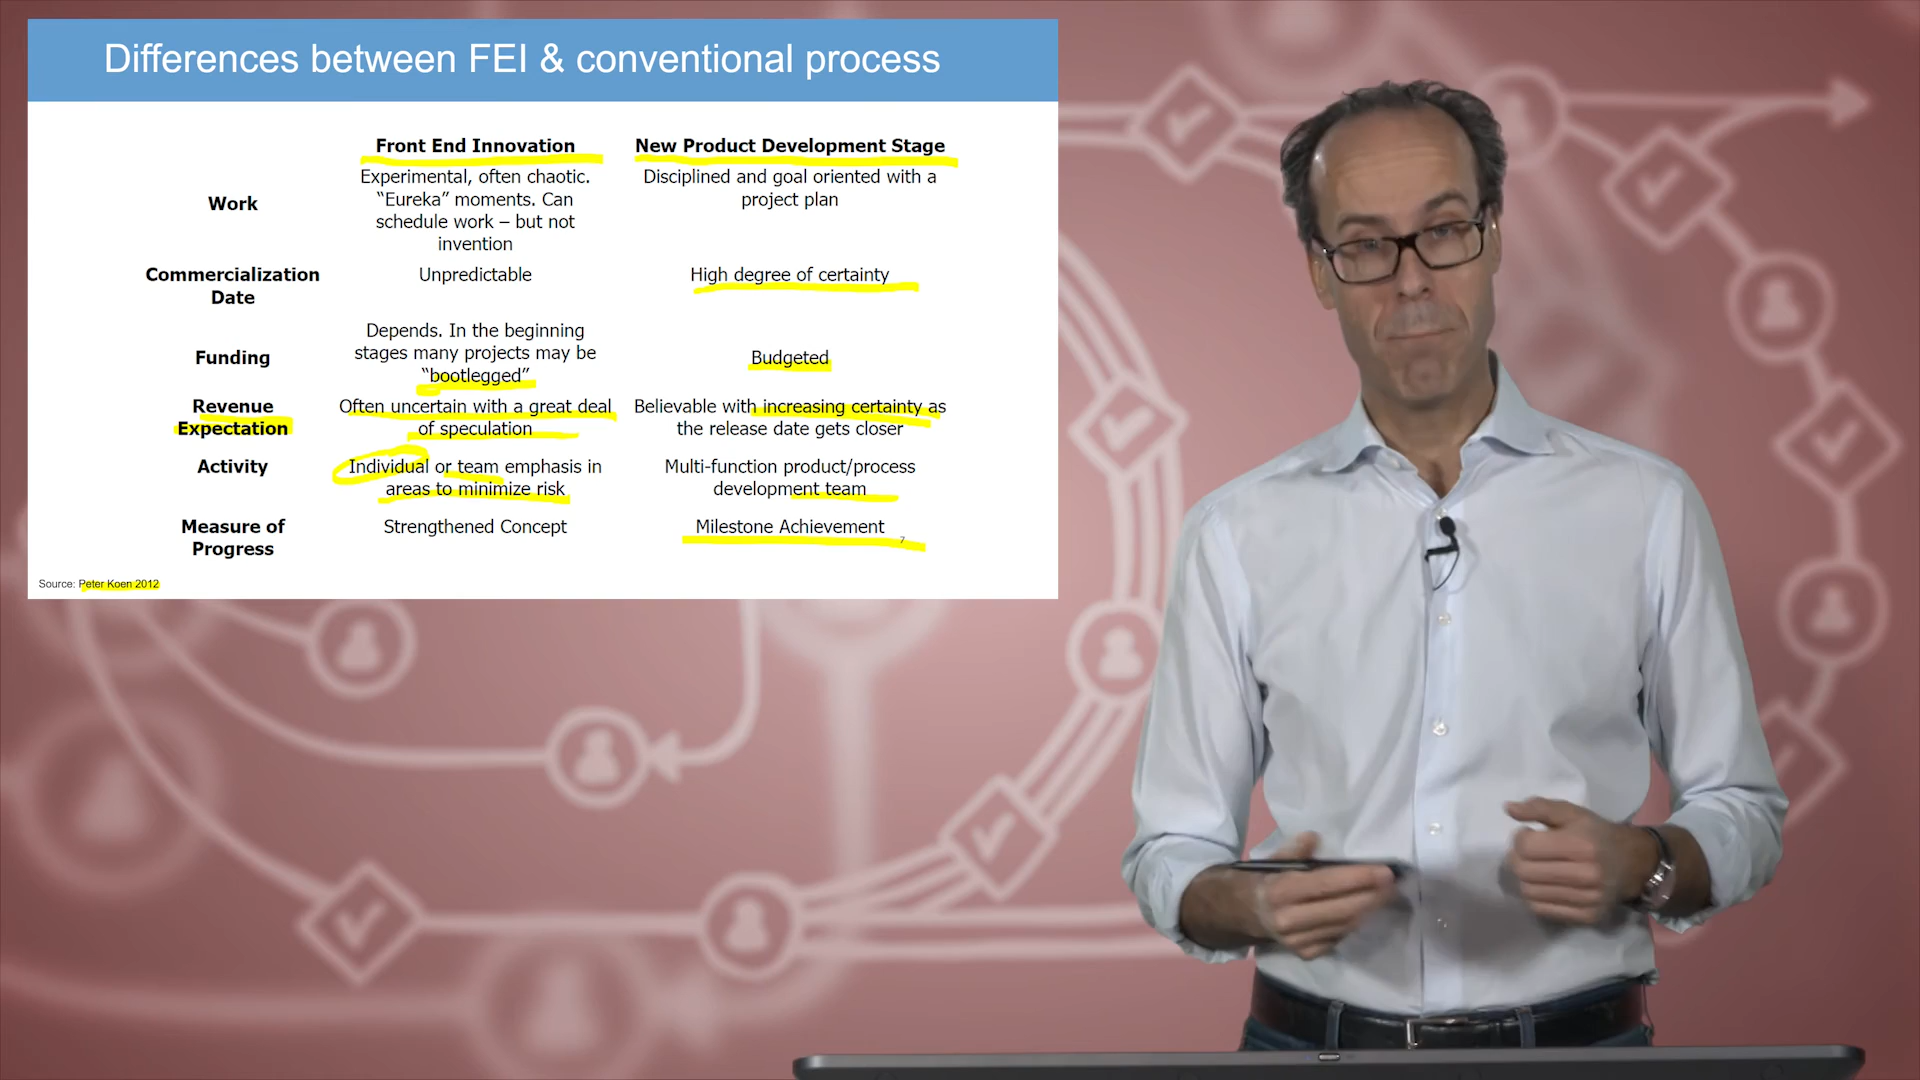 Differences between FEI & conventional process
Front End Innovation
New Product Development Stage
Work
Experimental, often chaotic.
“Eureka” moments. Can
schedule work – but not
invention
Disciplined and goal oriented with a
project plan
Commercialization
Date
Unpredictable
High degree of certainty
Funding
Depends. In the beginning
stages many projects may be
“bootlegged”
Budgeted
Revenue
Expectation
Often uncertain with a great deal
of speculation
Believable with increasing certainty as
the release date gets closer
Activity
Individual or team emphasis in
areas to minimize risk
Multi-function product/process
development team
Measure of
Progress
Strengthened Concept
Milestone Achievement
7
Source: Peter Koen 2012